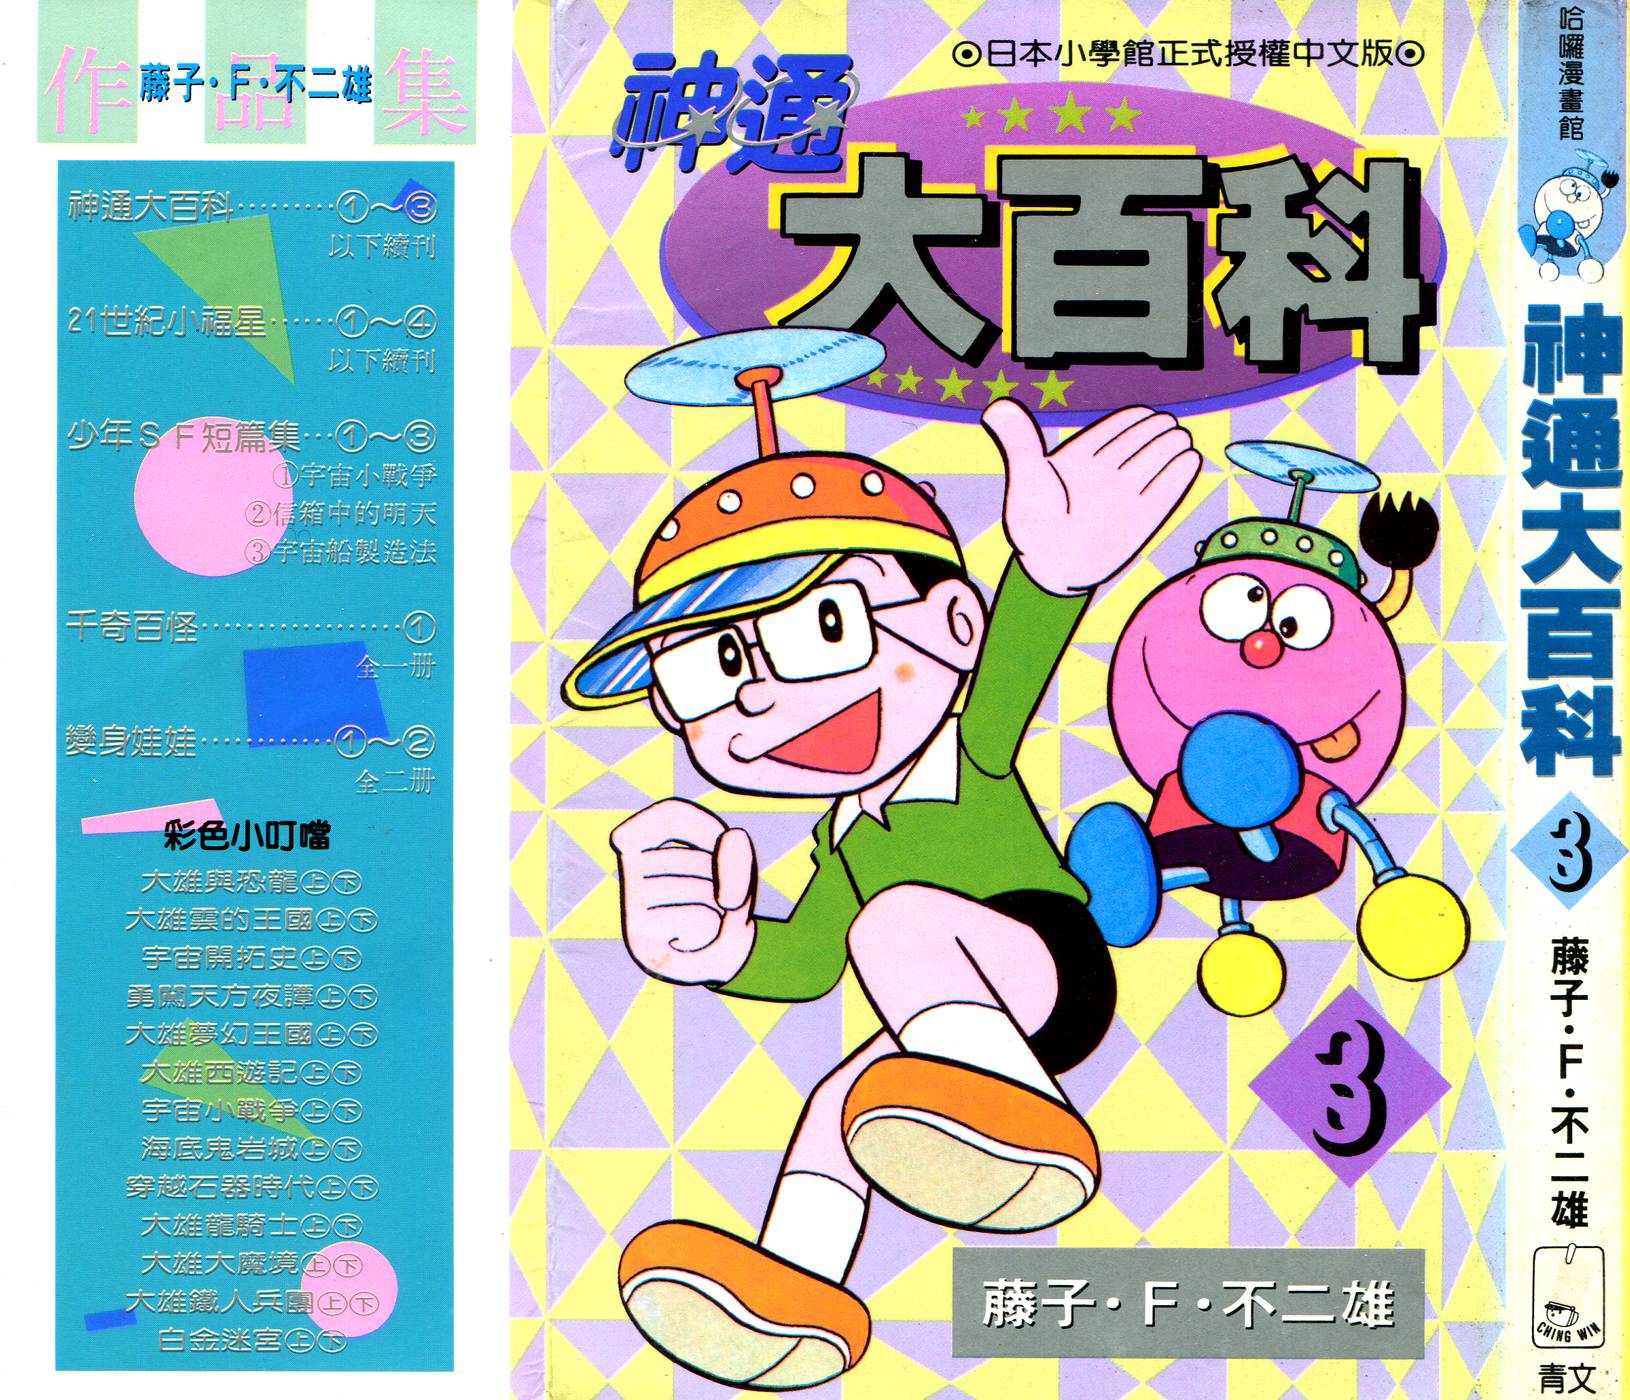 作品集
藤子・F・不二雄
神通大百科………①～③
以下續刊
21世紀小福星……①～④
以下續刊
少年SF短篇集…①～③
①宇宙小戰爭
②信箱中的明天
③宇宙船製造法
千奇百怪………………①
全一册
變身娃娃…………①～②
全二册
彩色小叮噹
大雄與恐龍上下
大雄雲的王國上下
宇宙開拓史上下
勇闖天方夜譚上下
大雄夢幻王國上下
大雄西遊記上下
宇宙小戰爭上下
海底鬼岩城上下
穿越石器時代上下
大雄龍騎士上下
大雄大魔境上下
大雄鐵人兵團上下
白金迷宮上下
⊙日本小學館正式授權中文版⊙
神通
大百科
3
藤子・F・不二雄
哈囉漫畫館
神通大百科
3
藤子・F・不二雄
CHING WIN
青文